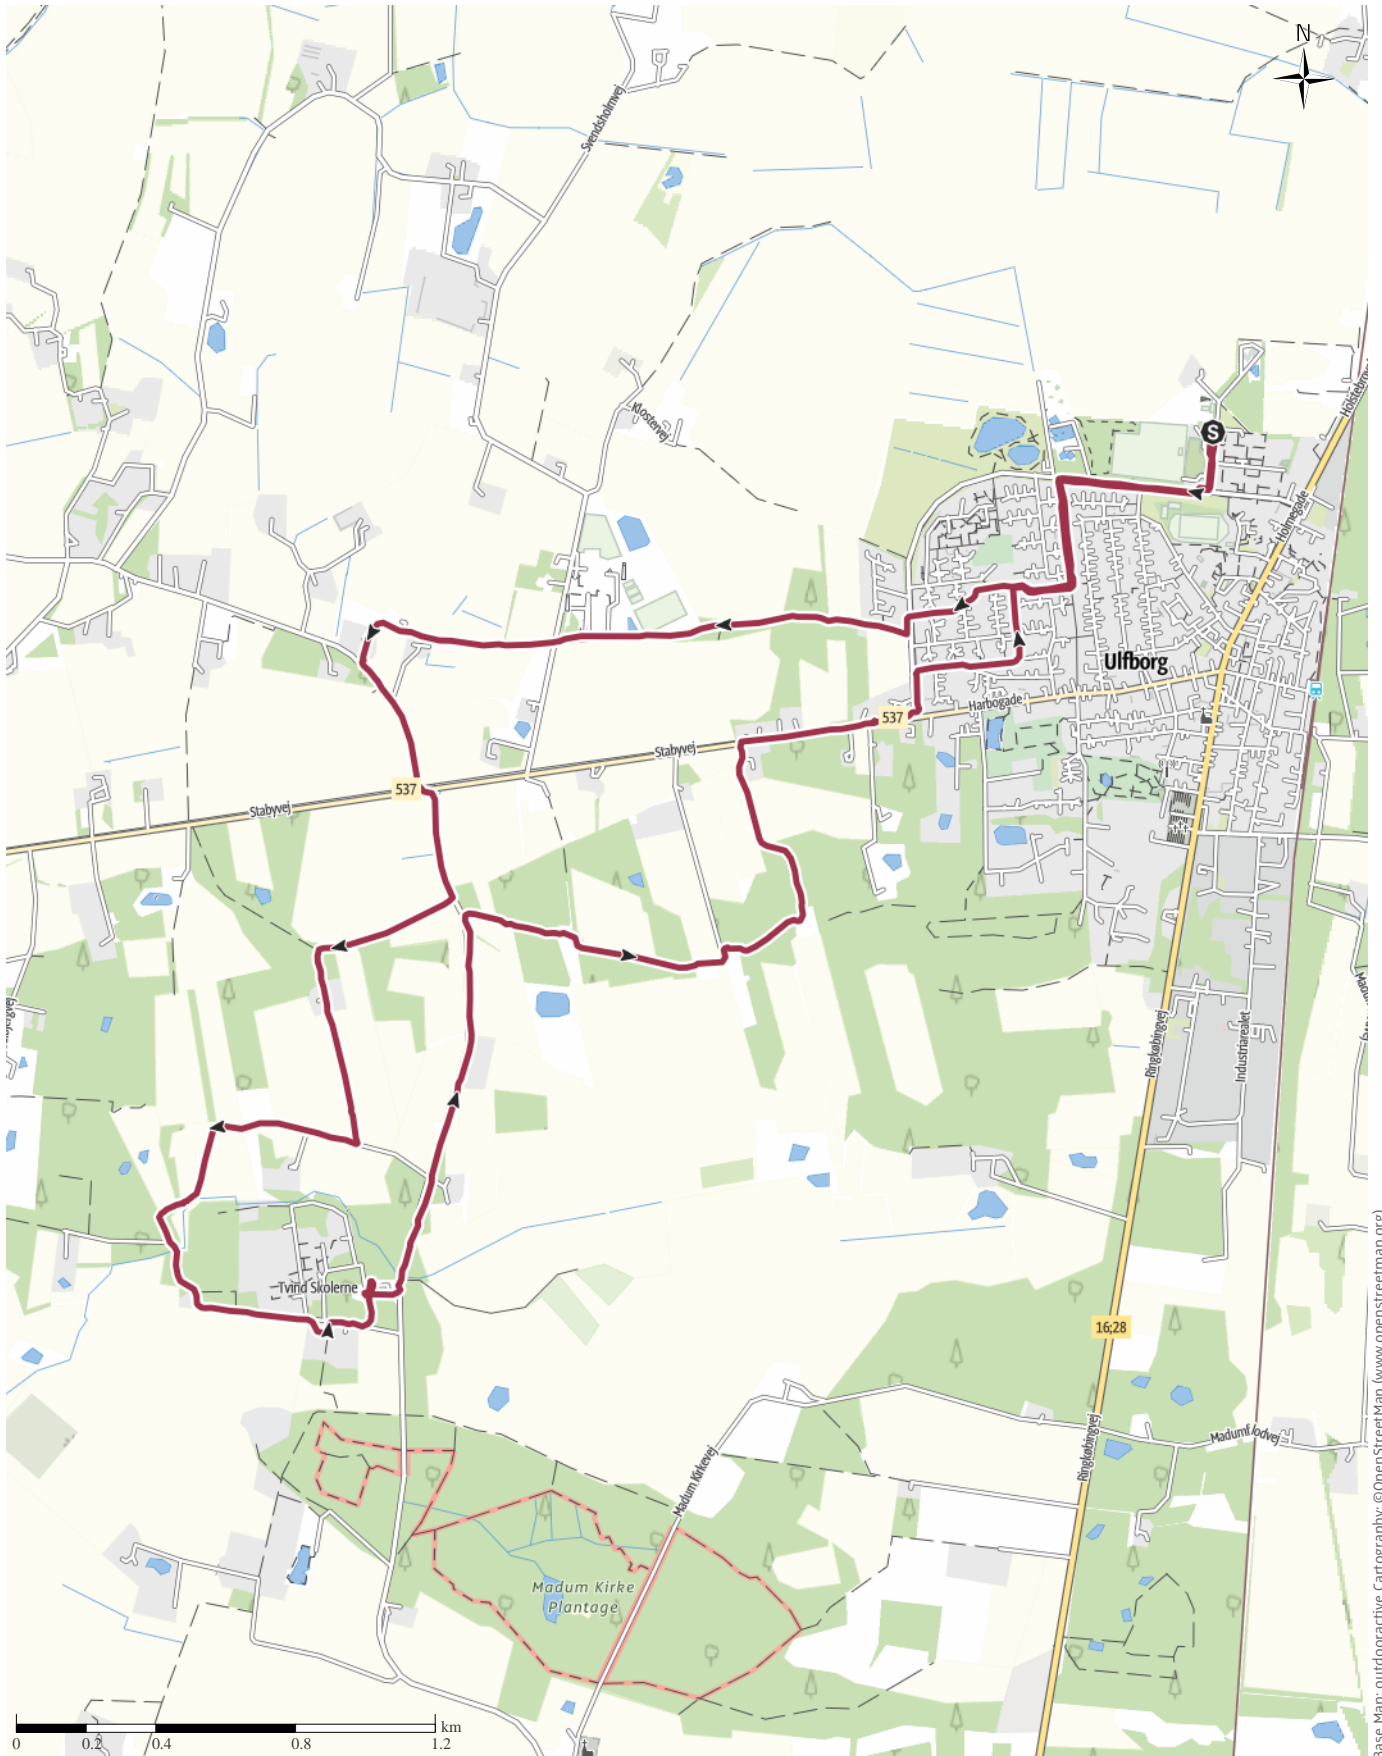 N
Svendsholmvej
Klostervej
S
Holmegade
Ulfborg
Harbogade
537
Stabyvej
537
Stabyvej
Ringkøbingvej
Industriarealet
Tvind Skolerne
16;28
Ringkøbingvej
Madum Kirkevej
Madum Kirke
Plantage
km
0
0.2
0.4
0.8
1.2
Base Map: outdooractive Cartography; ©OpenStreetMap (www.openstreetmap.org)